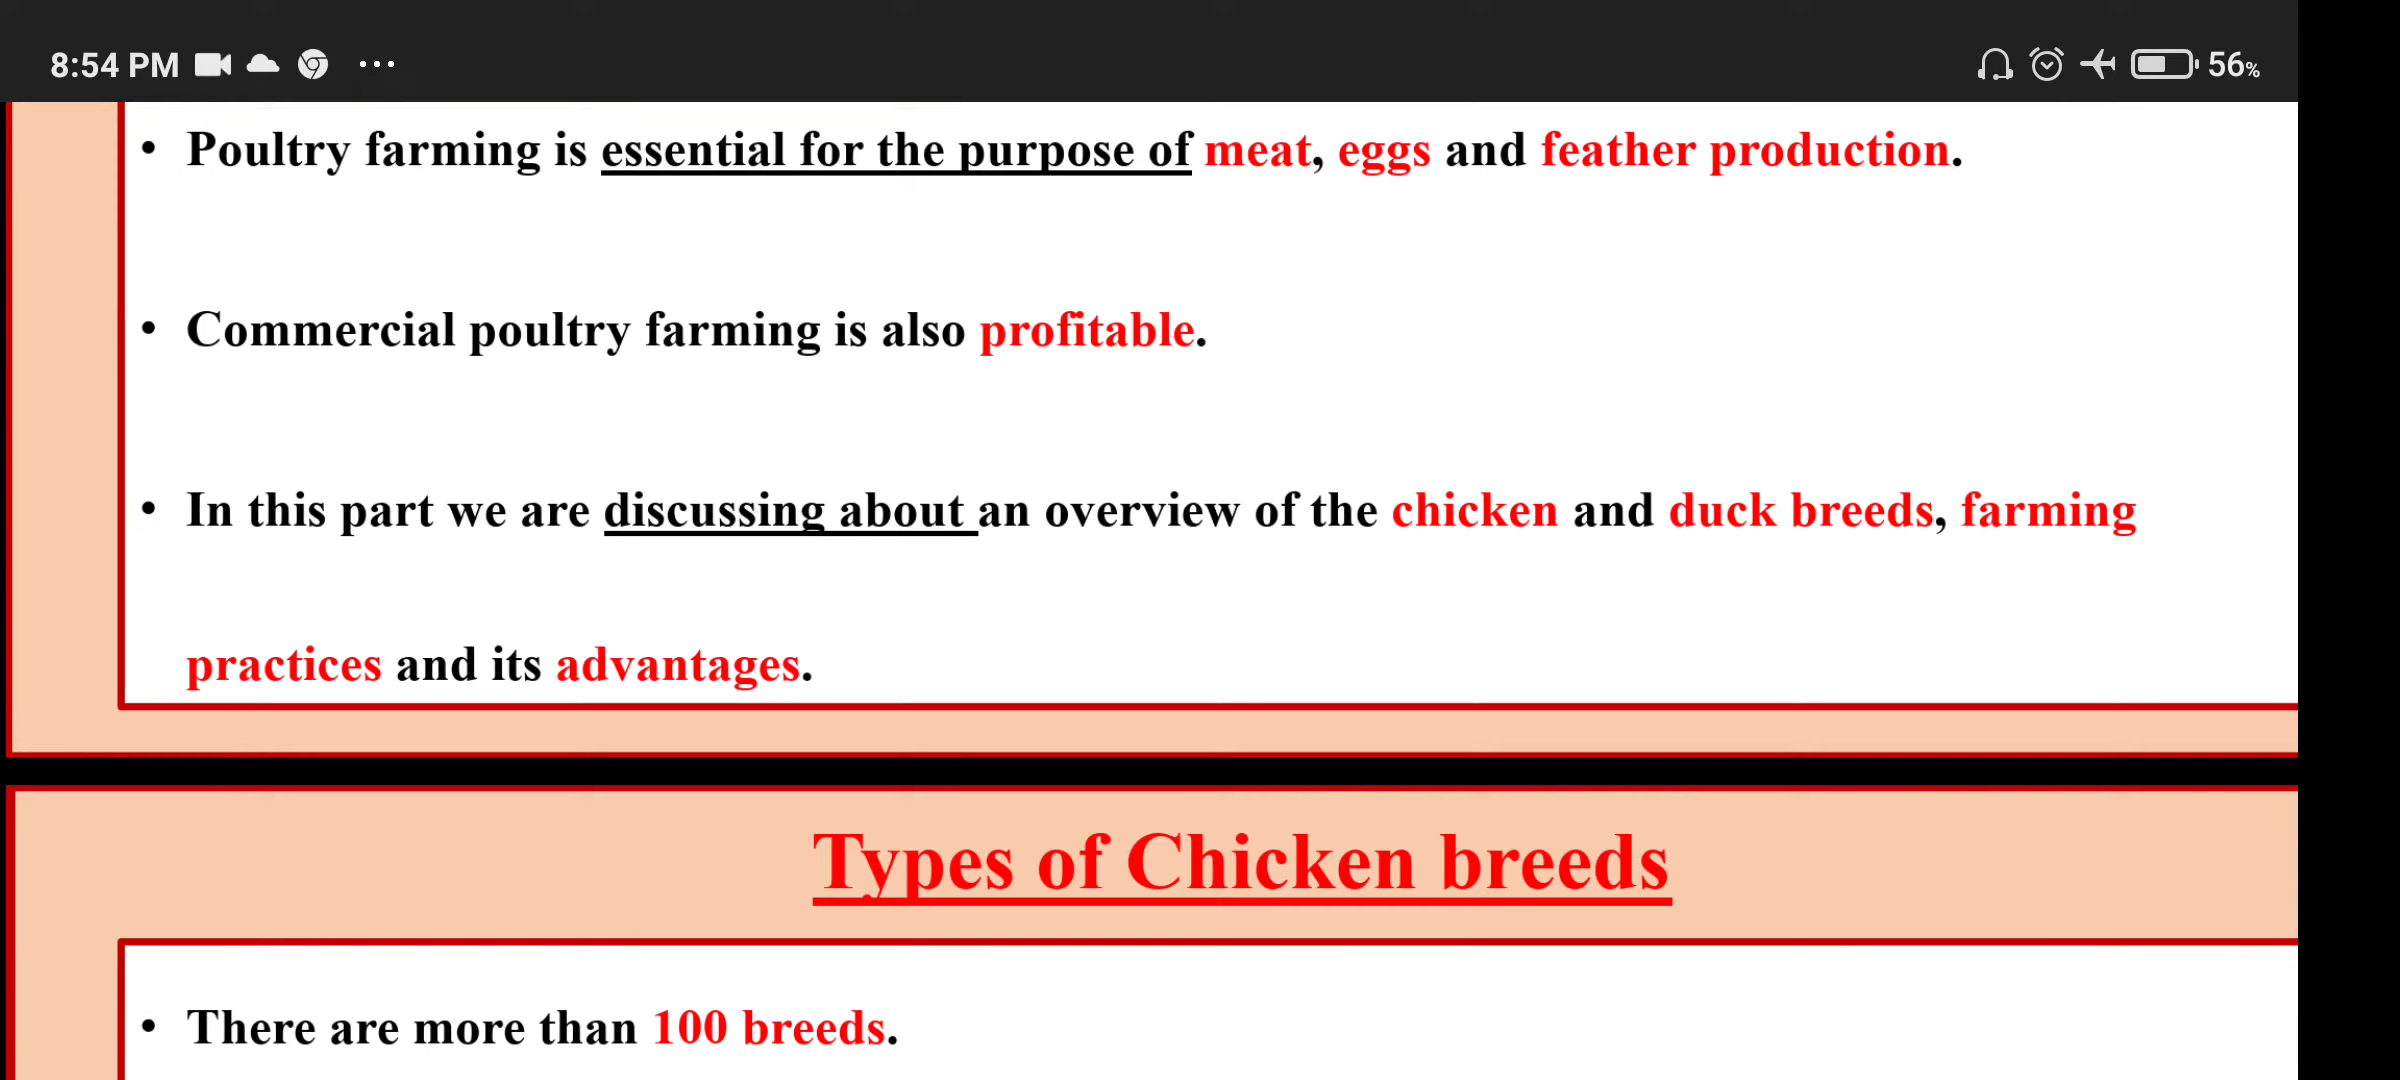 8:54 PM ... 56%
• Poultry farming is essential for the purpose of meat, eggs and feather production.
• Commercial poultry farming is also profitable.
• In this part we are discussing about an overview of the chicken and duck breeds, farming
practices and its advantages.
Types of Chicken breeds
• There are more than 100 breeds.